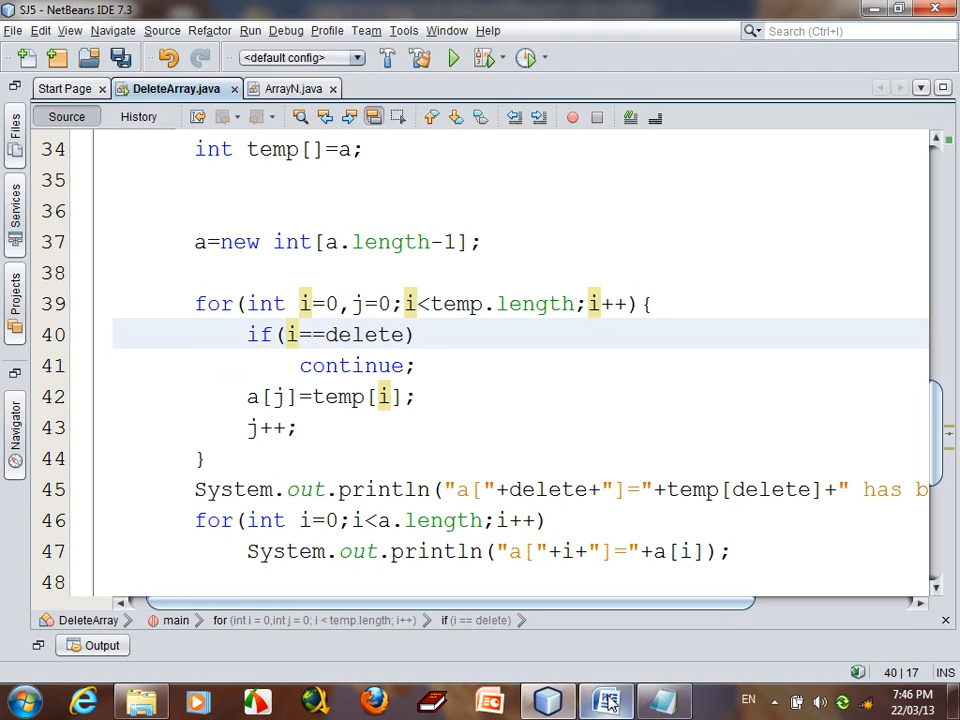 SJ5 - NetBeans IDE 7.3
File Edit View Navigate Source Refactor Run Debug Profile Team Tools Window Help
Search (Ctrl+I)
<default config>
Start Page DeleteArray.java ArrayN.java
Source History
Files
Services
Projects
Navigator
34 int temp[]=a;
35
36
37 a=new int[a.length-1];
38
39 for(int i=0,j=0;i<temp.length;i++){
40 if(i==delete)
41 continue;
42 a[j]=temp[i];
43 j++;
44 }
45 System.out.println("a["+delete+"]="+temp[delete]+" has b
46 for(int i=0;i<a.length;i++)
47 System.out.println("a["+i+"]="+a[i]);
48
DeleteArray main for (int i = 0,int j = 0; i < temp.length; i++) if (i == delete)
Output
40 | 17 INS
EN
7:46 PM
22/03/13